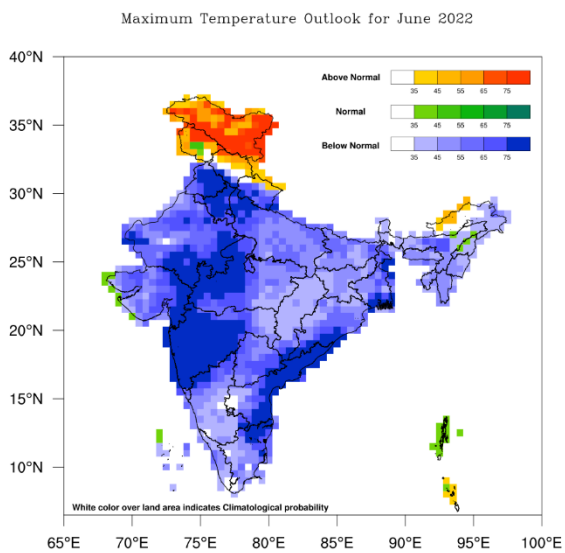 Maximum Temperature Outlook for June 2022
40°N
35°N
30°N
25°N
20°N
15°N
10°N
Above Normal
35 45 55 65 75
Normal
35 45 55 65 75
Below Normal
35 45 55 65 75
White color over land area indicates Climatological probability
65°E 70°E 75°E 80°E 85°E 90°E 95°E 100°E